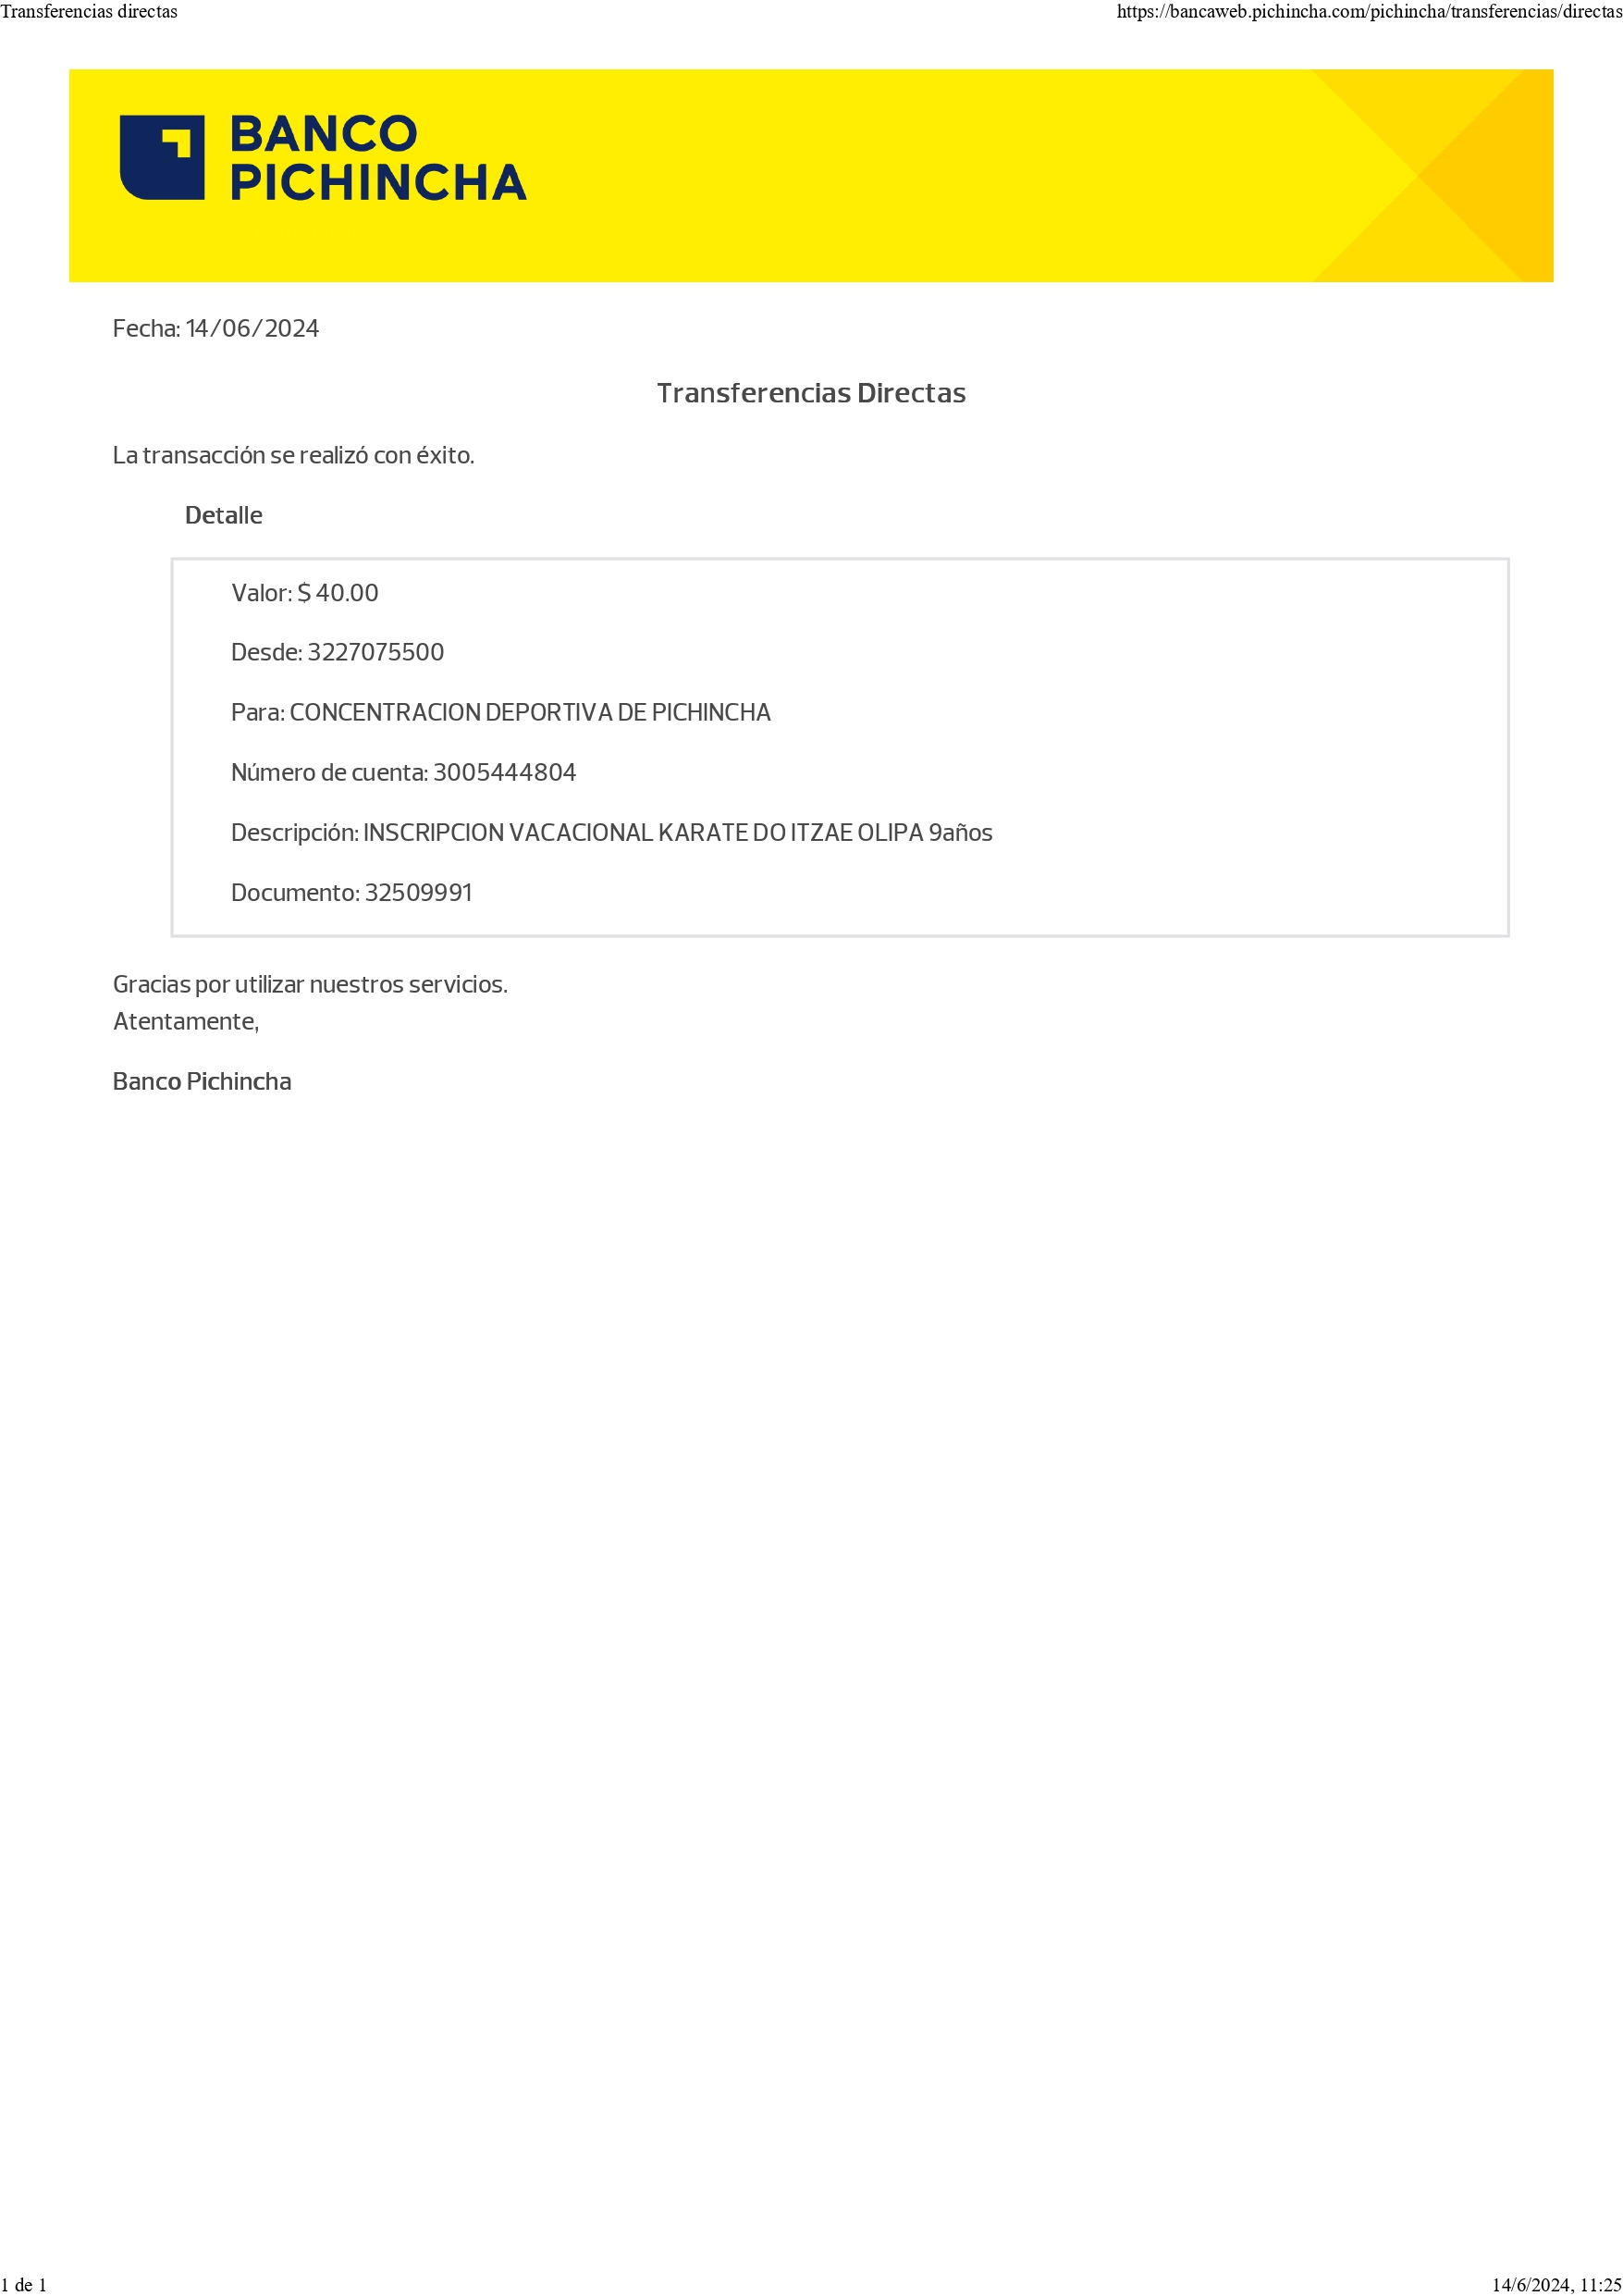 Transferencias directas
https://bancaweb.pichincha.com/pichincha/transferencias/directas
BANCO
PICHINCHA
Fecha: 14/06/2024
Transferencias Directas
La transacción se realizó con éxito.
Detalle
Valor: $ 40.00
Desde: 3227075500
Para: CONCENTRACION DEPORTIVA DE PICHINCHA
Número de cuenta: 3005444804
Descripción: INSCRIPCION VACACIONAL KARATE DO ITZAE OLIPA 9años
Documento: 32509991
Gracias por utilizar nuestros servicios.
Atentamente,
Banco Pichincha
1 de 1
14/6/2024, 11:25